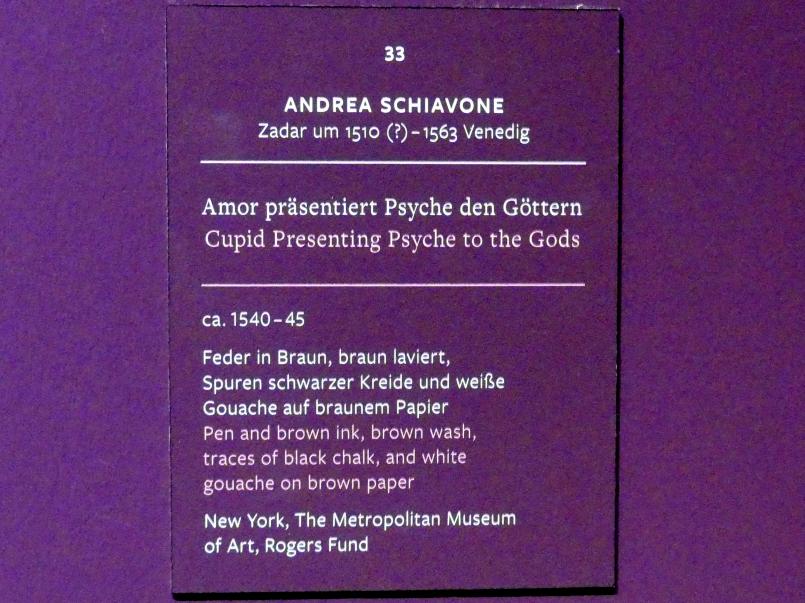 33
ANDREA SCHIAVONE
Zadar um 1510 (?) – 1563 Venedig
Amor präsentiert Psyche den Göttern
Cupid Presenting Psyche to the Gods
ca. 1540 – 45
Feder in Braun, braun laviert,
Spuren schwarzer Kreide und weiße
Gouache auf braunem Papier
Pen and brown ink, brown wash,
traces of black chalk, and white
gouache on brown paper
New York, The Metropolitan Museum
of Art, Rogers Fund